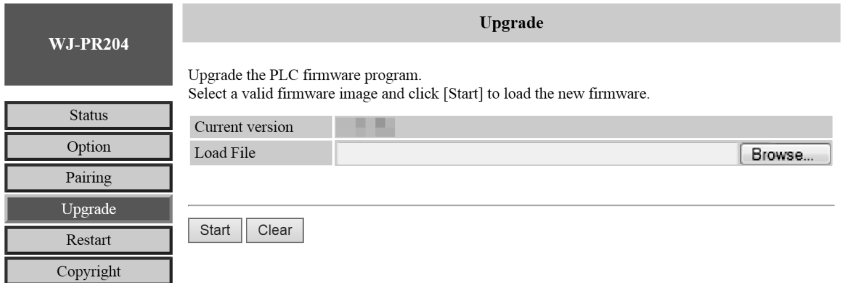 WJ-PR204
Status
Option
Pairing
Upgrade
Restart
Copyright
Upgrade
Upgrade the PLC firmware program.
Select a valid firmware image and click [Start] to load the new firmware.
Current version
Load File Browse...
Start Clear